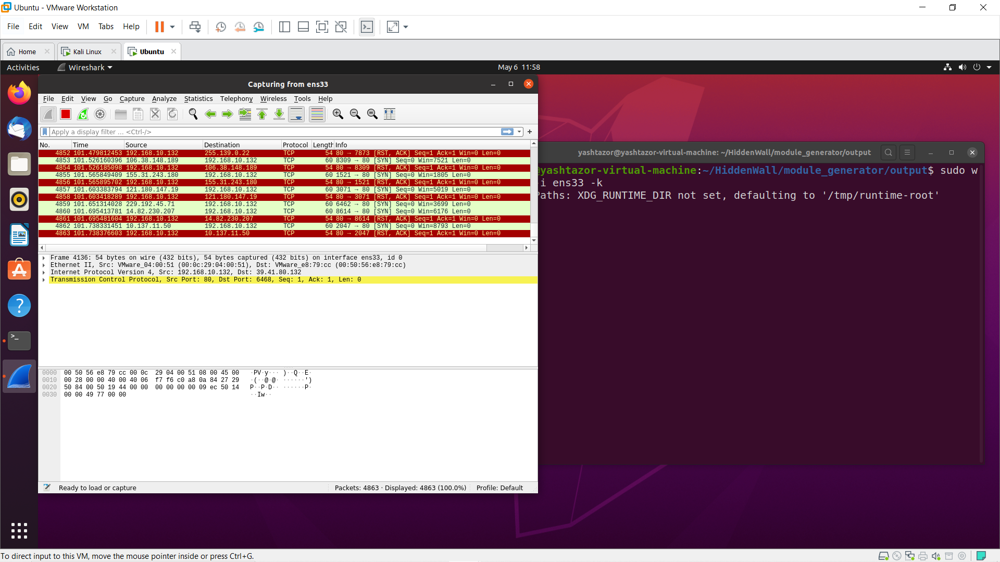 Ubuntu - VMware Workstation
File Edit View VM Tabs Help
Home Kali Linux Ubuntu
Activities Wireshark May 6 11:58
Capturing from ens33
File Edit View Go Capture Analyze Statistics Telephony Wireless Tools Help
Apply a display filter ... <Ctrl-/>
No. Time Source Destination Protocol Length Info
4852 101.479812453 192.168.10.132 255.139.0.22 TCP 54 80 → 7873 [RST, ACK] Seq=1 Ack=1 Win=0 Len=0
4853 101.526160396 106.38.148.189 192.168.10.132 TCP 60 8309 → 80 [SYN] Seq=0 Win=7521 Len=0
4854 101.526185098 192.168.10.132 106.38.148.189 TCP 54 80 → 8309 [RST, ACK] Seq=1 Ack=1 Win=0 Len=0
4855 101.565849409 155.31.243.180 192.168.10.132 TCP 60 1521 → 80 [SYN] Seq=0 Win=1805 Len=0
4856 101.565895702 192.168.10.132 155.31.243.180 TCP 54 80 → 1521 [RST, ACK] Seq=1 Ack=1 Win=0 Len=0
4857 101.603383794 121.180.147.19 192.168.10.132 TCP 60 3071 → 80 [SYN] Seq=0 Win=5019 Len=0
4858 101.603418289 192.168.10.132 121.180.147.19 TCP 54 80 → 3071 [RST, ACK] Seq=1 Ack=1 Win=0 Len=0
4859 101.651314028 229.192.45.71 192.168.10.132 TCP 60 6462 → 80 [SYN] Seq=0 Win=3699 Len=0
4860 101.695413781 14.82.230.207 192.168.10.132 TCP 60 8614 → 80 [SYN] Seq=0 Win=6176 Len=0
4861 101.695481604 192.168.10.132 14.82.230.207 TCP 54 80 → 8614 [RST, ACK] Seq=1 Ack=1 Win=0 Len=0
4862 101.738331451 10.137.11.50 192.168.10.132 TCP 60 2047 → 80 [SYN] Seq=0 Win=8793 Len=0
4863 101.738376603 192.168.10.132 10.137.11.50 TCP 54 80 → 2047 [RST, ACK] Seq=1 Ack=1 Win=0 Len=0
Frame 4136: 54 bytes on wire (432 bits), 54 bytes captured (432 bits) on interface ens33, id 0
Ethernet II, Src: VMware_04:00:51 (00:0c:29:04:00:51), Dst: VMware_e8:79:cc (00:50:56:e8:79:cc)
Internet Protocol Version 4, Src: 192.168.10.132, Dst: 39.41.80.132
Transmission Control Protocol, Src Port: 80, Dst Port: 6468, Seq: 1, Ack: 1, Len: 0
0000 00 50 56 e8 79 cc 00 0c 29 04 00 51 08 00 45 00 ·PV·y··· )··Q··E·
0010 00 28 00 00 40 00 40 06 f7 f6 c0 a8 0a 84 27 29 ·(··@·@· ······')
0020 50 84 00 50 19 44 00 00 00 00 00 00 09 ec 50 14 P··P·D·· ······P·
0030 00 00 49 77 00 00 ··Iw··
Ready to load or capture Packets: 4863 · Displayed: 4863 (100.0%) Profile: Default
yashtazor@yashtazor-virtual-machine: ~/HiddenWall/module_generator/output
@yashtazor-virtual-machine:~/HiddenWall/module_generator/output$ sudo w
-i ens33 -k
Paths: XDG_RUNTIME_DIR not set, defaulting to '/tmp/runtime-root'
To direct input to this VM, move the mouse pointer inside or press Ctrl+G.